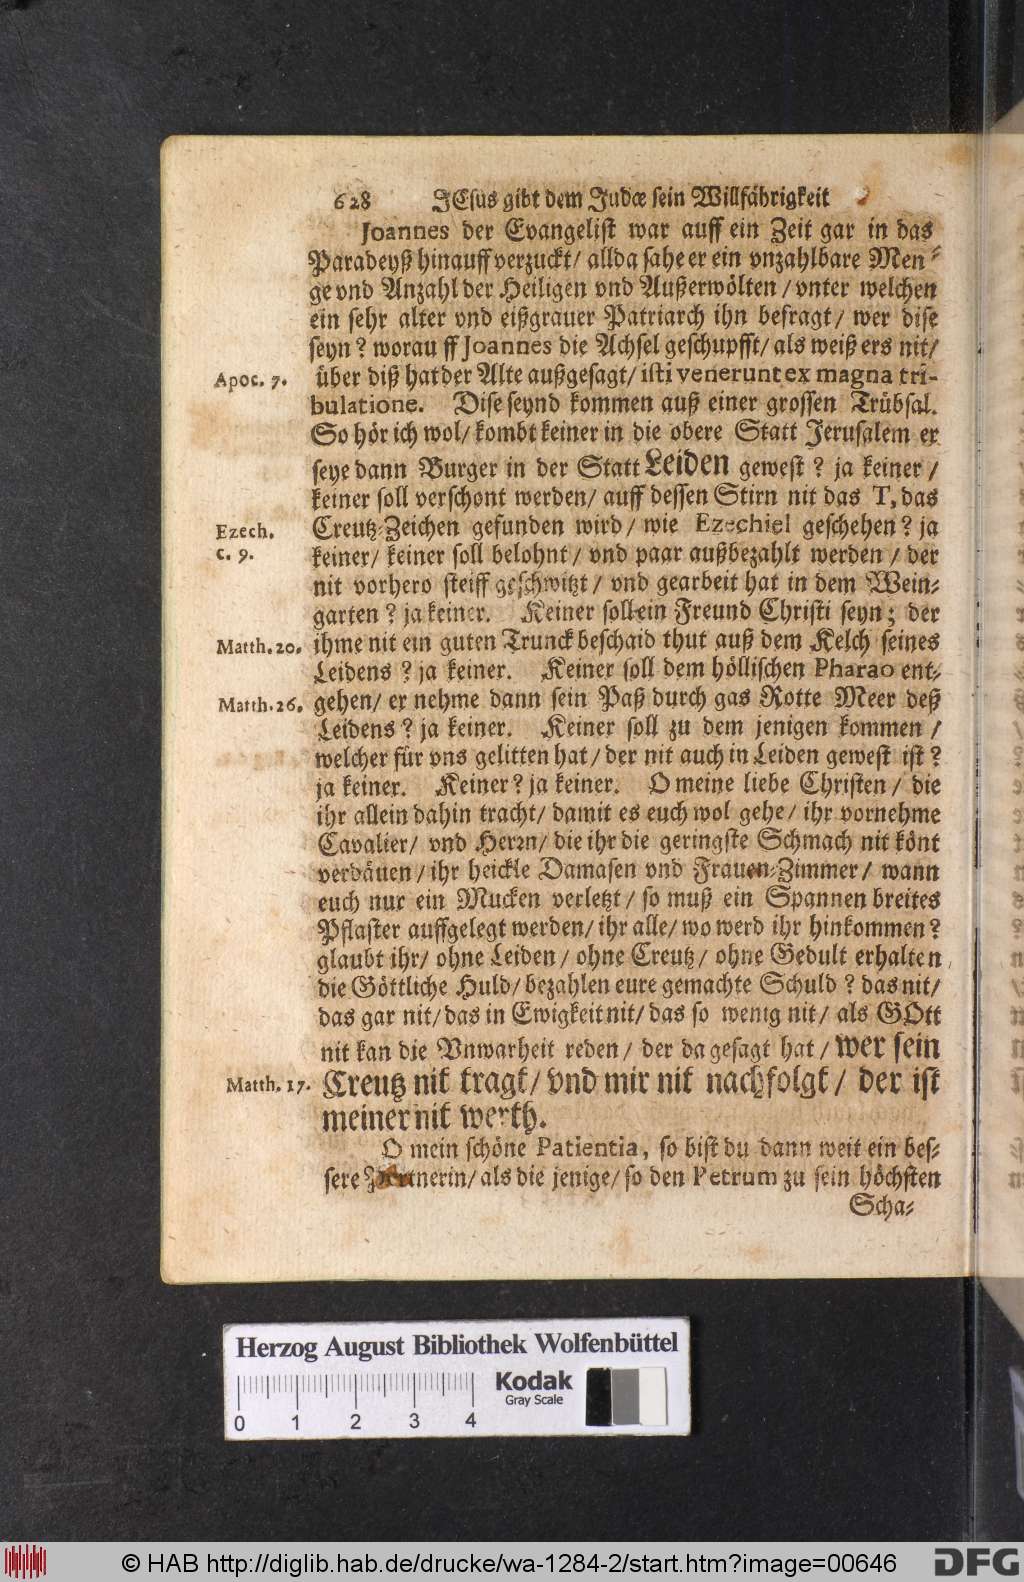 628 JEsus gibt dem Judæ sein Willfährigkeit
Joannes der Evangelist war auff ein Zeit gar in das
Paradeyß hinauff verzuckt/ allda sahe er ein vnzahlbare Men-
ge vnd Anzahl der Heiligen vnd Außerwölten / vnter welchen
ein sehr alter vnd eißgrauer Patriarch ihn befragt / wer dise
seyn? worau ff Joannes die Achsel geschupfft/ als weiß ers nit/
Apoc. 7. über diß hat der Alte außgesagt/ isti venerunt ex magna tri-
bulatione. Dise seynd kommen auß einer grossen Trübsal.
So hör ich wol/ kombt keiner in die obere Statt Jerusalem er
seye dann Burger in der Statt Leiden gewest? ja keiner /
keiner soll verschont werden/ auff dessen Stirn nit das T, das
Ezech. Creutz-Zeichen gefunden wird/ wie Ezechiel geschehen? ja
c. 9. keiner/ keiner soll belohnt/ vnd paar außbezahlt werden / der
nit vorhero steiff geschwitzt / vnd gearbeit hat in dem Wein-
garten? ja keiner. Keiner soll ein Freund Christi seyn; der
Matth. 20. ihme nit ein guten Trunck beschaid thut auß dem Kelch seines
Leidens? ja keiner. Keiner soll dem höllischen Pharao ent-
Matth. 26. gehen/ er nehme dann sein Paß durch gas Rotte Meer deß
Leidens? ja keiner. Keiner soll zu dem jenigen kommen /
welcher für vns gelitten hat / der nit auch in Leiden gewest ist?
ja keiner. Keiner? ja keiner. O meine liebe Christen / die
ihr allein dahin tracht/ damit es euch wol gehe/ ihr vornehme
Cavalier/ vnd Herrn/ die ihr die geringste Schmach nit könt
verdäuen / ihr heickle Damasen vnd Frauen-Zimmer / wann
euch nur ein Mucken verletzt/ so muß ein Spannen breites
Pflaster auffgelegt werden/ ihr alle/ wo werd ihr hinkommen?
glaubt ihr/ ohne Leiden / ohne Creutz / ohne Gedult erhalten
die Göttliche Huld/ bezahlen eure gemachte Schuld? das nit/
das gar nit/ das in Ewigkeit nit/ das so wenig nit / als GOtt
nit kan die Vnwarheit reden / der da gesagt hat / wer sein
Matth. 17. Creutz nit tragt / vnd mir nit nachfolgt / der ist
meiner nit werth.
O mein schöne Patientia, so bist du dann weit ein bes-
sere / als die jenige/ so den Petrum zu sein höchsten
Scha-
Herzog August Bibliothek Wolfenbüttel
Kodak
Gray Scale
0 1 2 3 4
© HAB http://diglib.hab.de/drucke/wa-1284-2/start.htm?image=00646
DFG